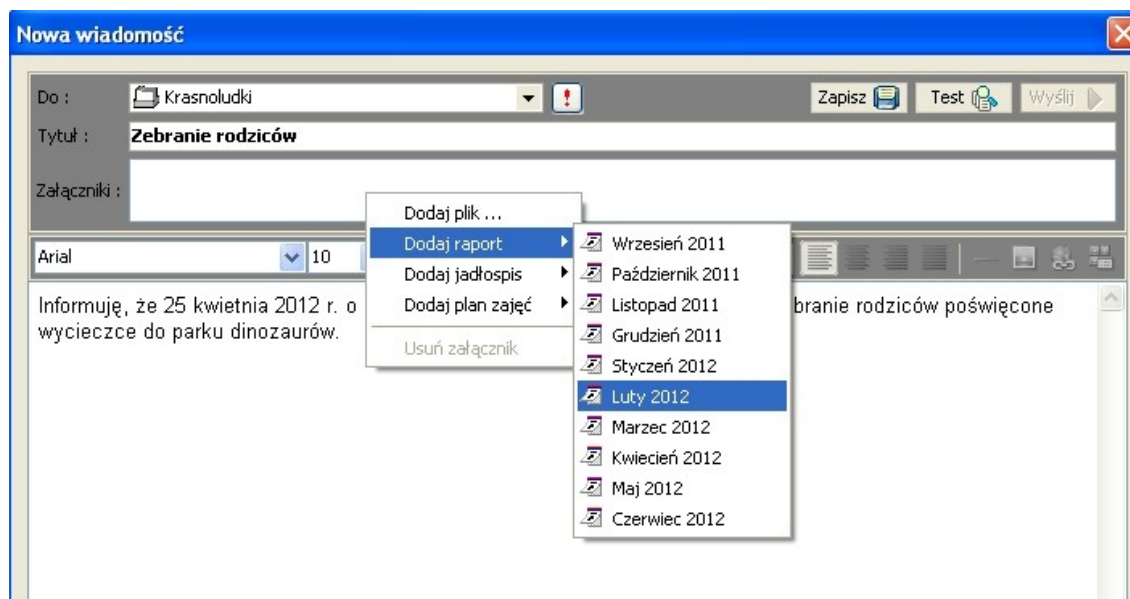 Nowa wiadomość
Do :
Krasnoludki
Zapisz
Test
Wyślij
Tytuł :
Zebranie rodziców
Załączniki :
Dodaj plik ...
Dodaj raport
Dodaj jadłospis
Dodaj plan zajęć
Usuń załącznik
Wrzesień 2011
Październik 2011
Listopad 2011
Grudzień 2011
Styczeń 2012
Luty 2012
Marzec 2012
Kwiecień 2012
Maj 2012
Czerwiec 2012
Arial
10
Informuję, że 25 kwietnia 2012 r. o
branie rodziców poświęcone
wycieczce do parku dinozaurów.